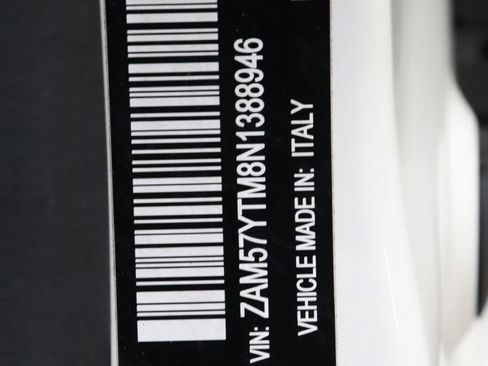 VIN: ZAM57YTM8N1388946
VEHICLE MADE IN: ITALY